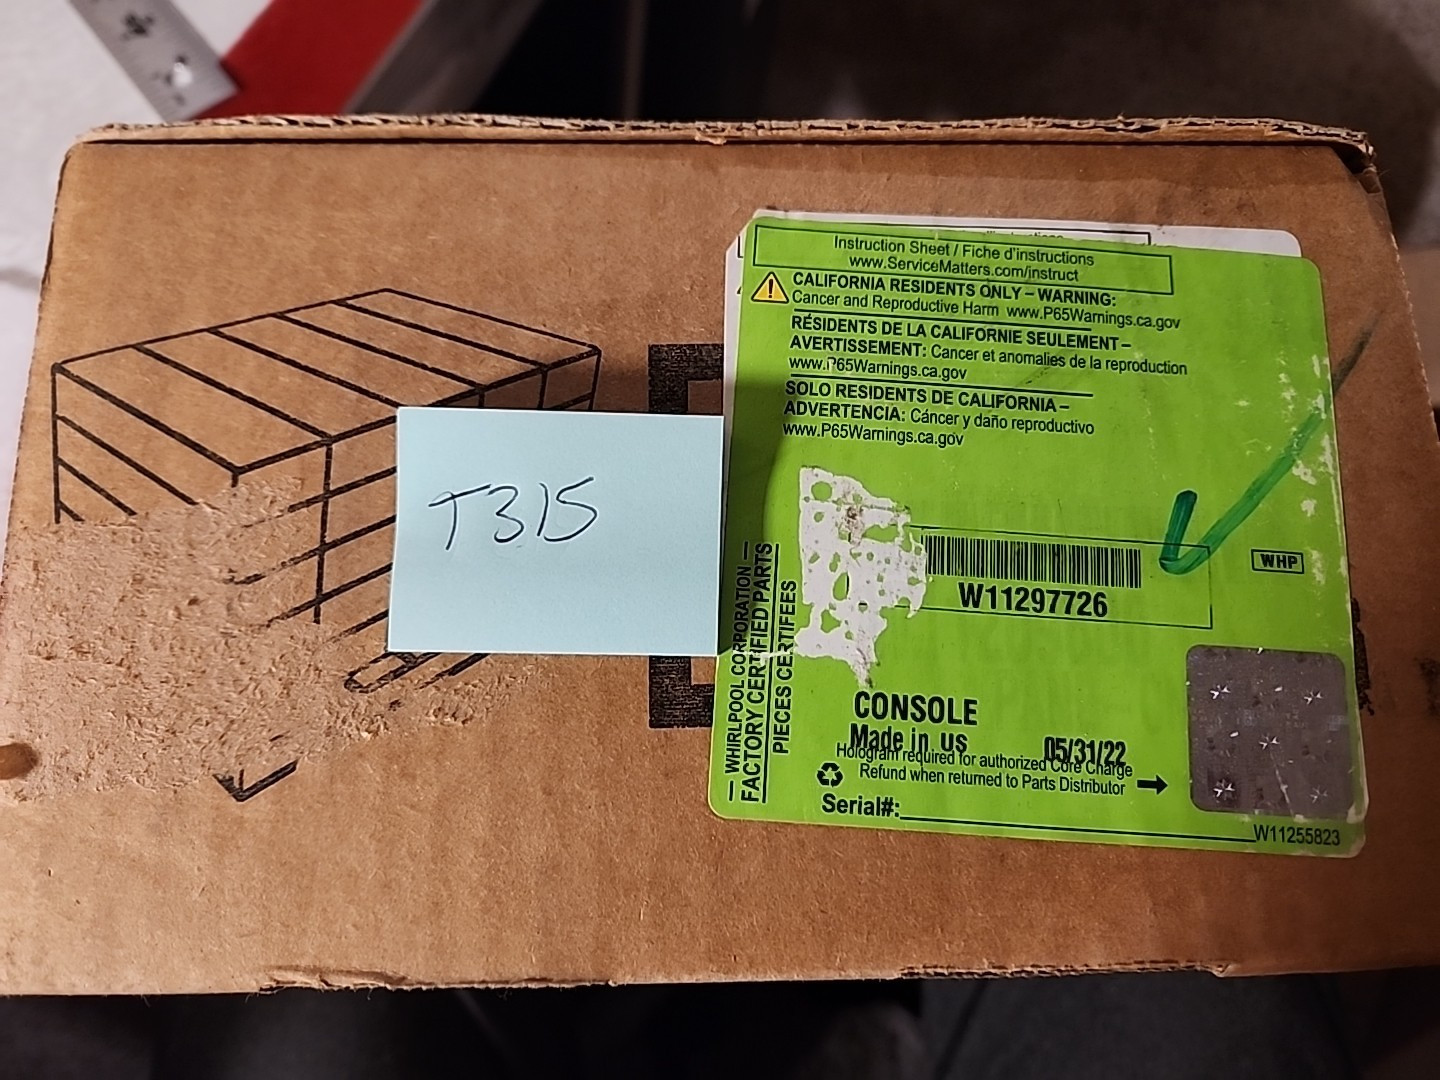 T315
Instruction Sheet / Fiche d'instructions
www.ServiceMatters.com/instruct
CALIFORNIA RESIDENTS ONLY – WARNING:
Cancer and Reproductive Harm www.P65Warnings.ca.gov
RÉSIDENTS DE LA CALIFORNIE SEULEMENT –
AVERTISSEMENT: Cancer et anomalies de la reproduction
www.P65Warnings.ca.gov
SOLO RESIDENTS DE CALIFORNIA –
ADVERTENCIA: Cáncer y daño reproductivo
www.P65Warnings.ca.gov
WHP
W11297726
— WHIRLPOOL CORPORATION —
FACTORY CERTIFIED PARTS
PIECES CERTIFEES
CONSOLE
Made in US 05/31/22
Hologram required for authorized Core Charge
Refund when returned to Parts Distributor
Serial#:
W11255823